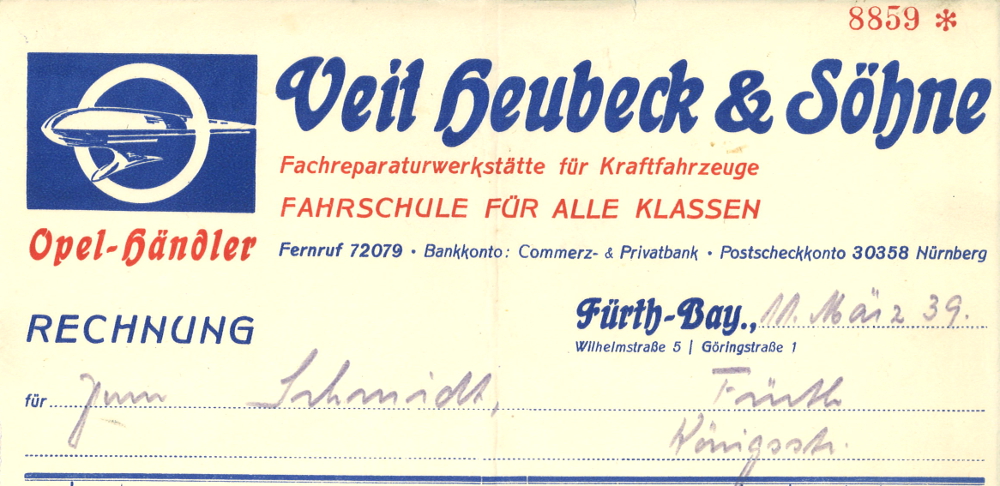 8859 *
Veit Heubeck & Söhne
Fachreparaturwerkstätte für Kraftfahrzeuge
FAHRSCHULE FÜR ALLE KLASSEN
Opel-Händler
Fernruf 72079 · Bankkonto: Commerz- & Privatbank · Postscheckkonto 30358 Nürnberg
RECHNUNG
Fürth-Bay., 11. März 39.
Wilhelmstraße 5 | Göringstraße 1
für Herrn Schmidt, Fürth
Königsstr.